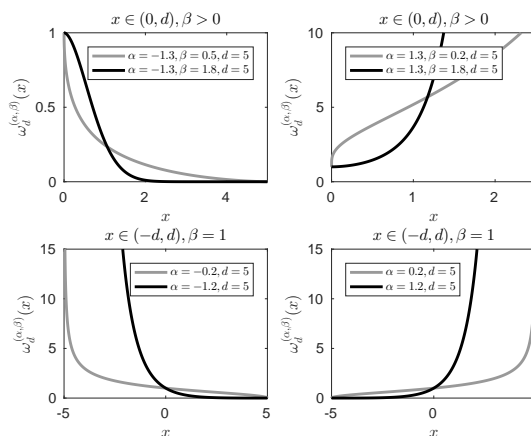 x ∈ (0, d), β > 0
1
0.5
0
ω_d^{(α,β)}(x)
α = −1.3, β = 0.5, d = 5
α = −1.3, β = 1.8, d = 5
0 2 4
x
x ∈ (0, d), β > 0
10
5
0
ω_d^{(α,β)}(x)
α = 1.3, β = 0.2, d = 5
α = 1.3, β = 1.8, d = 5
0 1 2
x
x ∈ (-d, d), β = 1
15
10
5
0
ω_d^{(α,β)}(x)
α = −0.2, d = 5
α = −1.2, d = 5
-5 0 5
x
x ∈ (-d, d), β = 1
15
10
5
0
ω_d^{(α,β)}(x)
α = 0.2, d = 5
α = 1.2, d = 5
-5 0 5
x